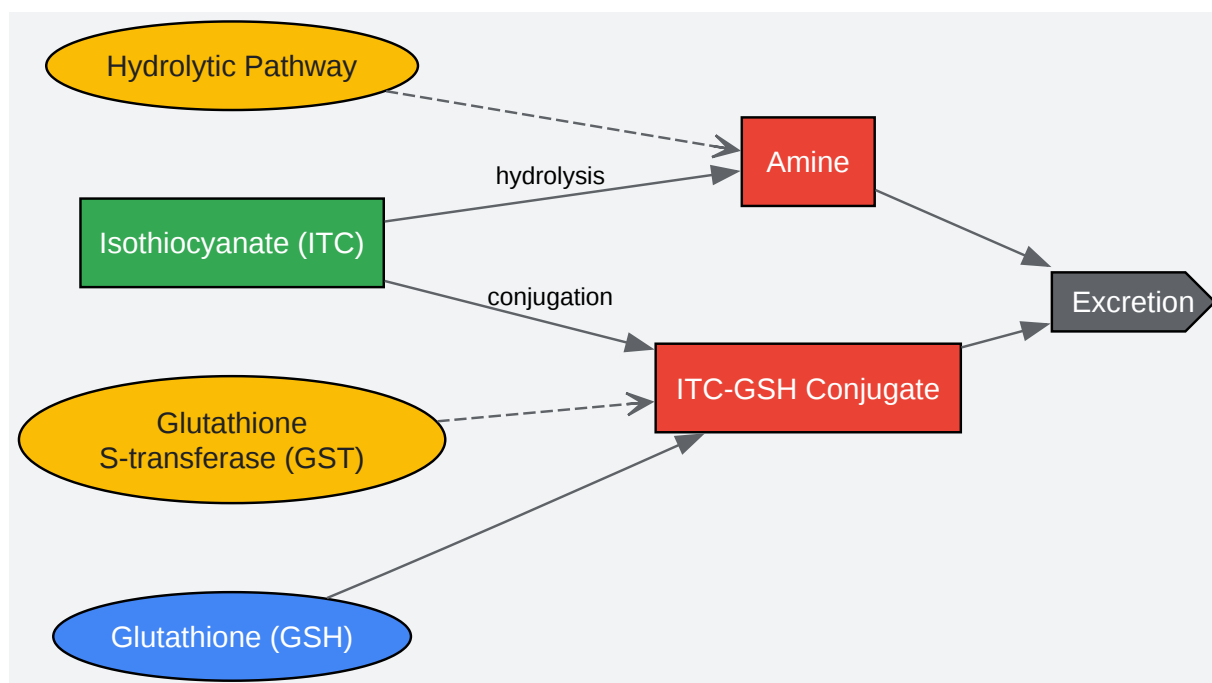 Hydrolytic Pathway
Amine
hydrolysis
Isothiocyanate (ITC)
conjugation
Excretion
ITC-GSH Conjugate
Glutathione
S-transferase (GST)
Glutathione (GSH)